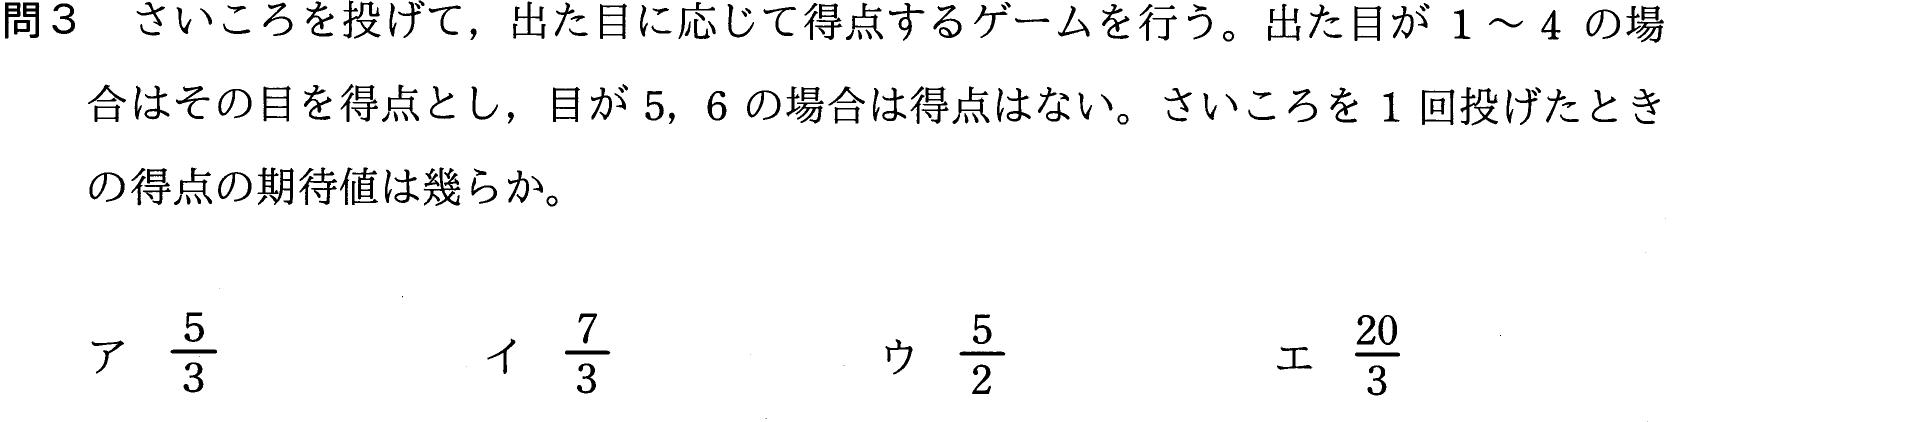 問3 さいころを投げて，出た目に応じて得点するゲームを行う。出た目が 1 ～ 4 の場
合はその目を得点とし，目が 5，6 の場合は得点はない。さいころを 1 回投げたとき
の得点の期待値は幾らか。
ア 5/3 イ 7/3 ウ 5/2 エ 20/3